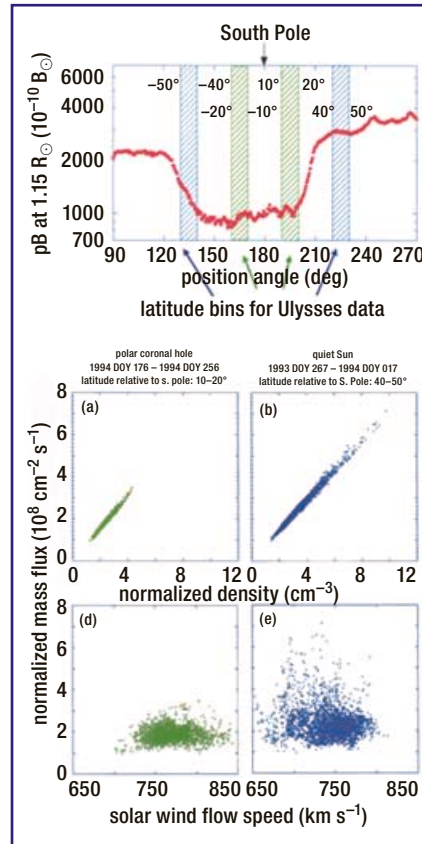 South Pole
pB at 1.15 R☉ (10⁻¹⁰ B☉)
6000
4000
2000
1000
700
–50° –40° 10° 20°
–20° –10° 40° 50°
90 120 150 180 210 240 270
position angle (deg)
latitude bins for Ulysses data
polar coronal hole
1994 DOY 176 – 1994 DOY 256
latitude relative to s. pole: 10–20°
quiet Sun
1993 DOY 267 – 1994 DOY 017
latitude relative to S. Pole: 40–50°
normalized mass flux (10⁸ cm⁻² s⁻¹)
8
6
4
2
0
(a)
(b)
0 4 8 12 0 4 8 12
normalized density (cm⁻³)
8
6
4
2
0
(d)
(e)
650 750 850 650 750 850
solar wind flow speed (km s⁻¹)